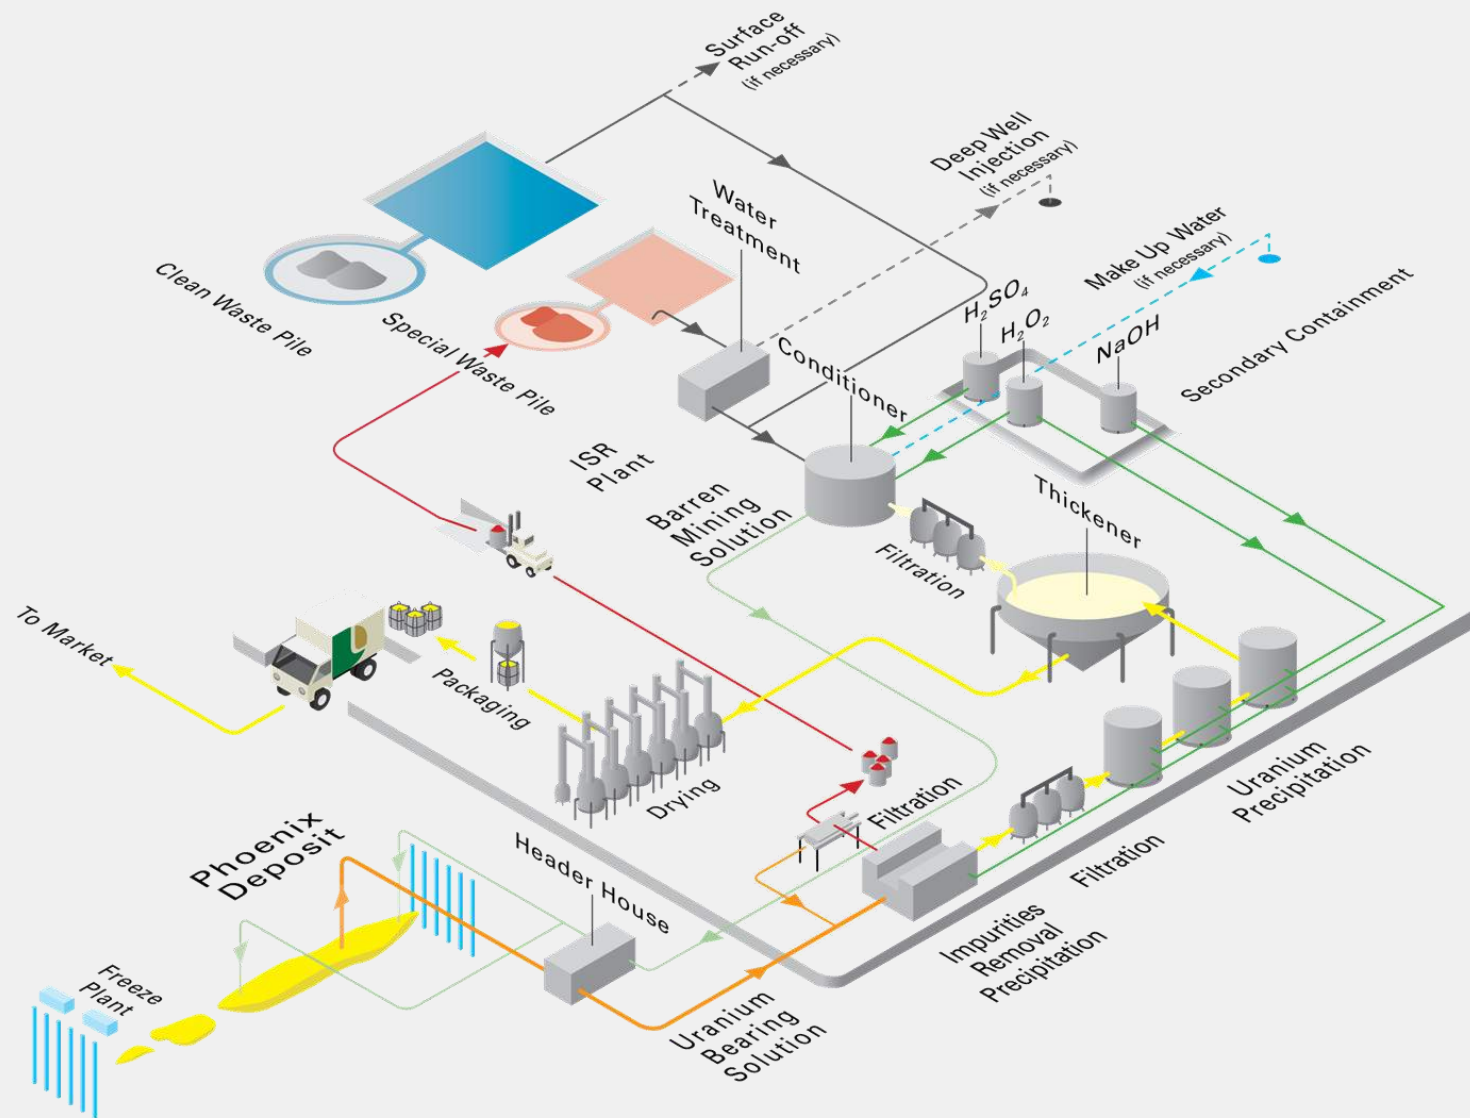 Surface
Run-off
(if necessary)
Deep Well
Injection
(if necessary)
Water
Treatment
Make Up Water
(if necessary)
Clean Waste Pile
Special Waste Pile
H₂SO₄
H₂O₂
NaOH
Secondary Containment
Conditioner
ISR
Plant
Barren
Mining
Solution
Thickener
Filtration
To Market
Packaging
Drying
Filtration
Uranium
Precipitation
Phoenix
Deposit
Header House
Filtration
Impurities
Removal
Precipitation
Freeze
Plant
Uranium
Bearing
Solution